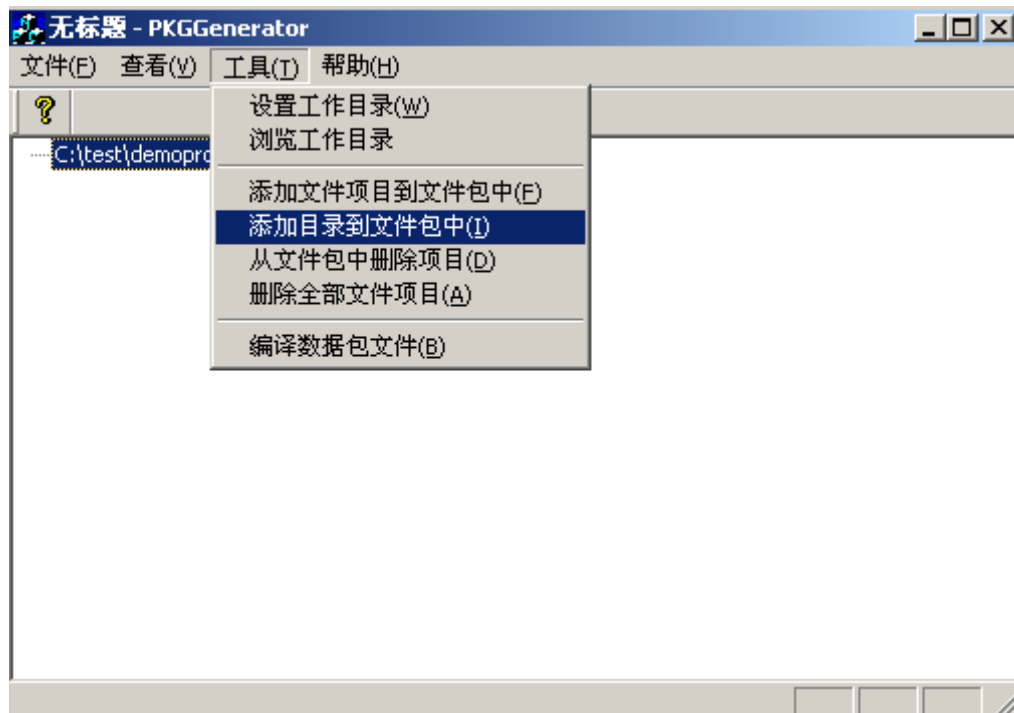 无标题 - PKGGenerator
文件(F) 查看(V) 工具(T) 帮助(H)
设置工作目录(W)
浏览工作目录
C:\test\demopro
添加文件项目到文件包中(F)
添加目录到文件包中(I)
从文件包中删除项目(D)
删除全部文件项目(A)
编译数据包文件(B)